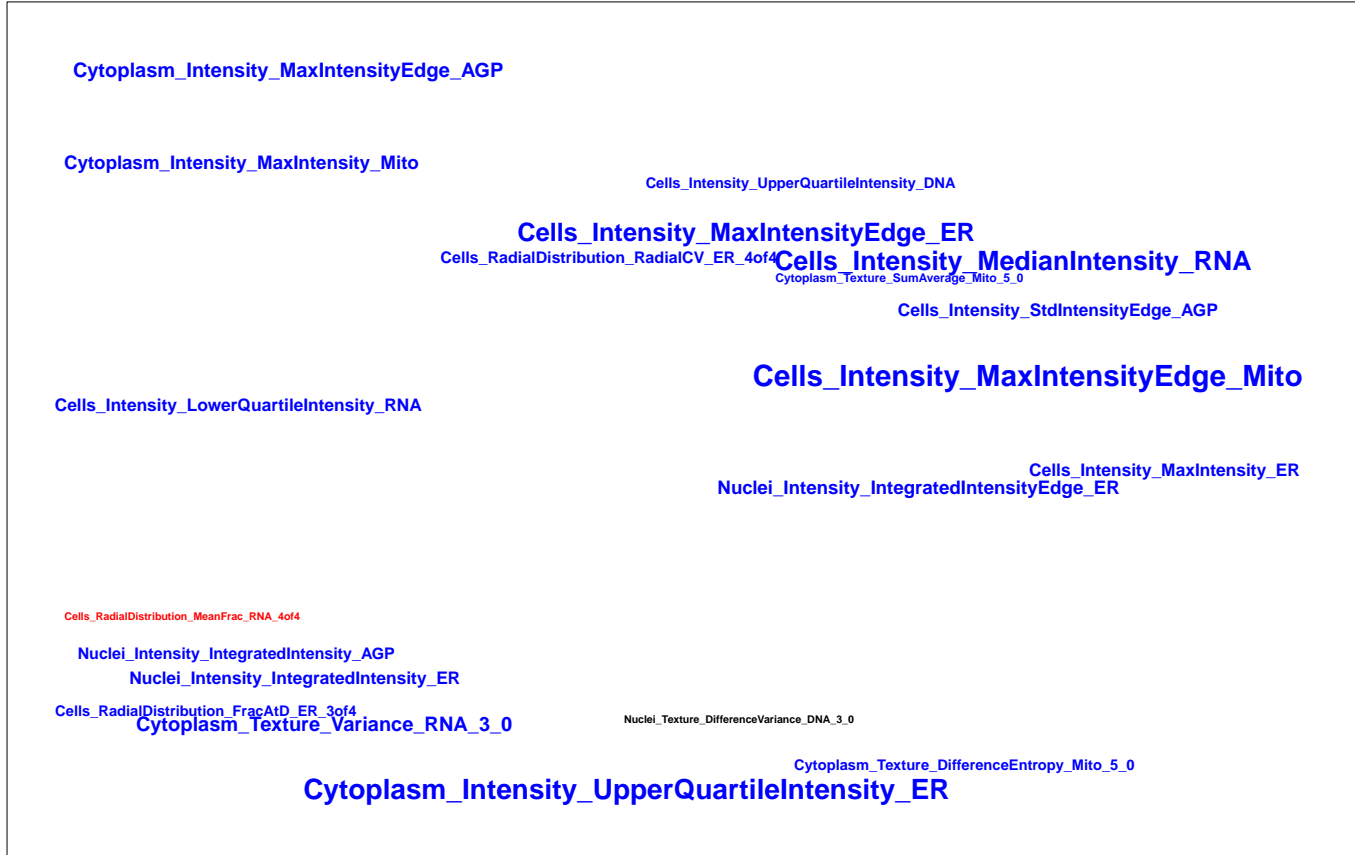 Cytoplasm_Intensity_MaxIntensityEdge_AGP
Cytoplasm_Intensity_MaxIntensity_Mito
Cells_Intensity_UpperQuartileIntensity_DNA
Cells_Intensity_MaxIntensityEdge_ER
Cells_RadialDistribution_RadialCV_ER_4of4
Cells_Intensity_MedianIntensity_RNA
Cytoplasm_Texture_SumAverage_Mito_5_0
Cells_Intensity_StdIntensityEdge_AGP
Cells_Intensity_MaxIntensityEdge_Mito
Cells_Intensity_LowerQuartileIntensity_RNA
Cells_Intensity_MaxIntensity_ER
Nuclei_Intensity_IntegratedIntensityEdge_ER
Cells_RadialDistribution_MeanFrac_RNA_4of4
Nuclei_Intensity_IntegratedIntensity_AGP
Nuclei_Intensity_IntegratedIntensity_ER
Cells_RadialDistribution_FracAtD_ER_3of4
Cytoplasm_Texture_Variance_RNA_3_0
Nuclei_Texture_DifferenceVariance_DNA_3_0
Cytoplasm_Texture_DifferenceEntropy_Mito_5_0
Cytoplasm_Intensity_UpperQuartileIntensity_ER